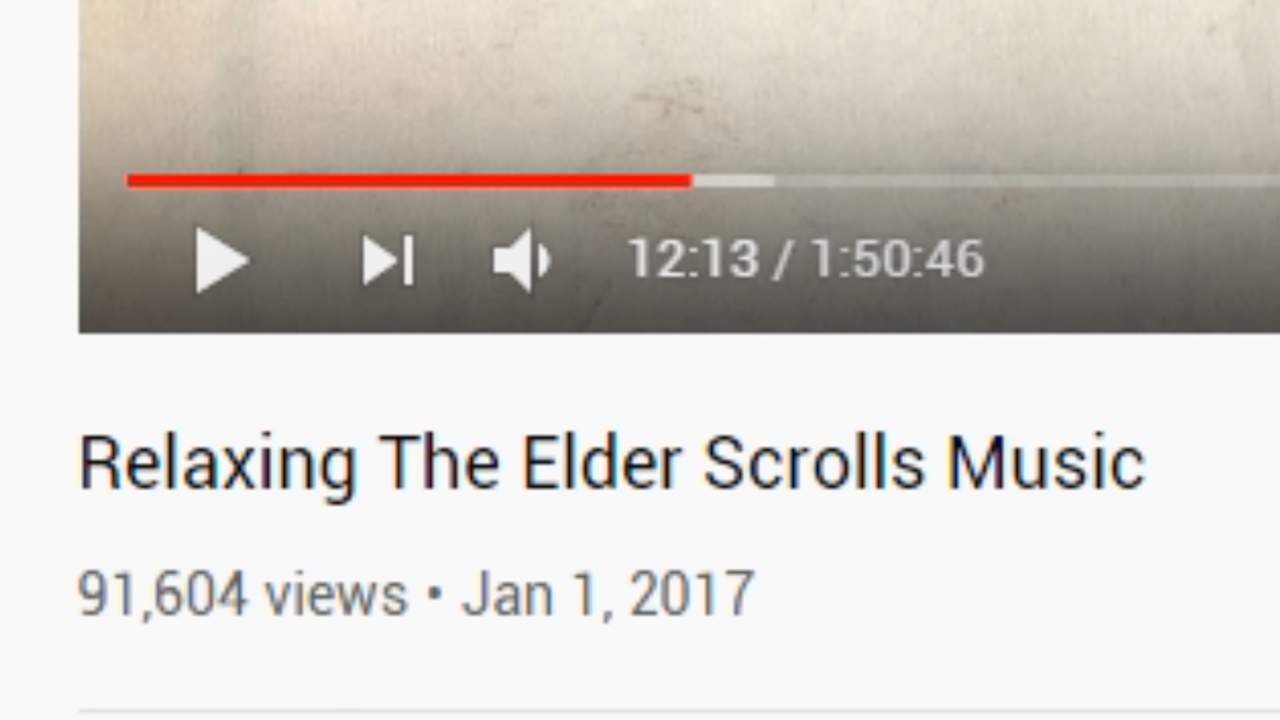 12:13 / 1:50:46
Relaxing The Elder Scrolls Music
91,604 views • Jan 1, 2017